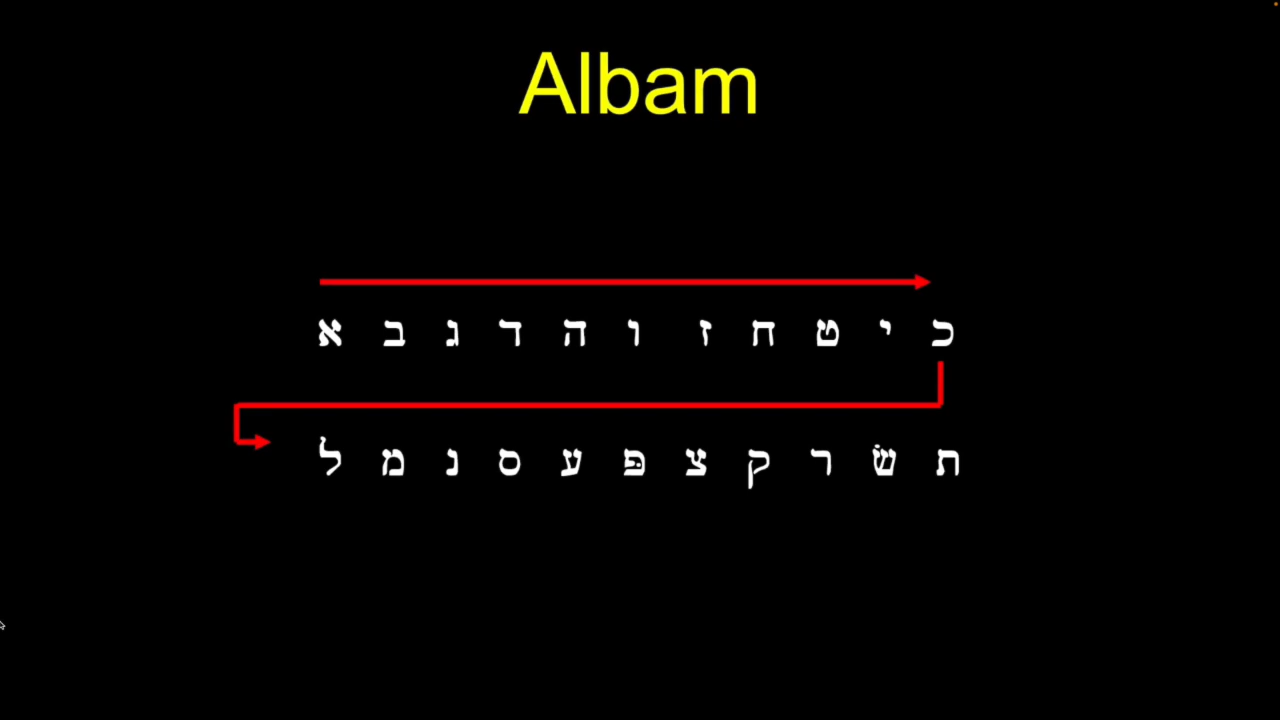 Albam
א ב ג ד ה ו ז ח ט י כ
ל מ נ ס ע פּ צ ק ר שׂ ת